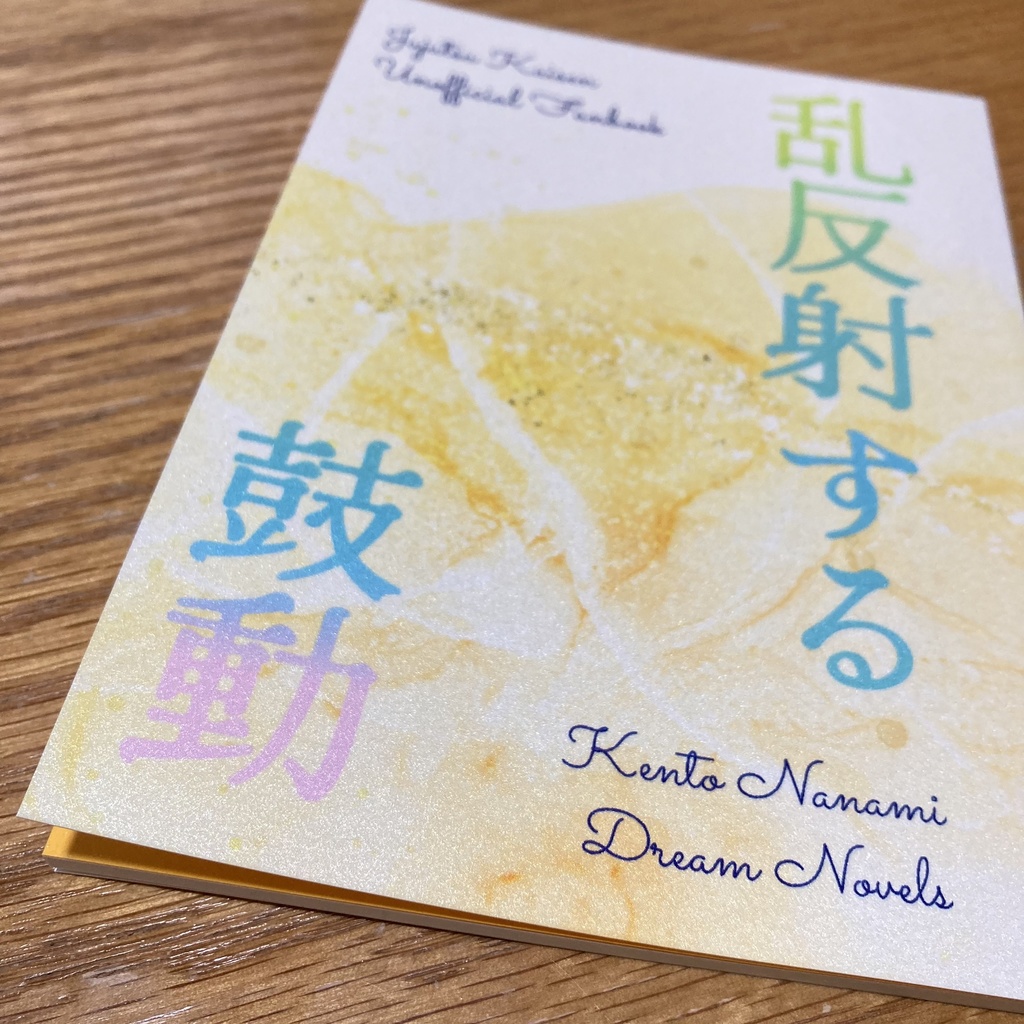 Jujutsu Kaisen
Unofficial Fanbook
乱反射する
鼓動
Kento Nanami
Dream Novels